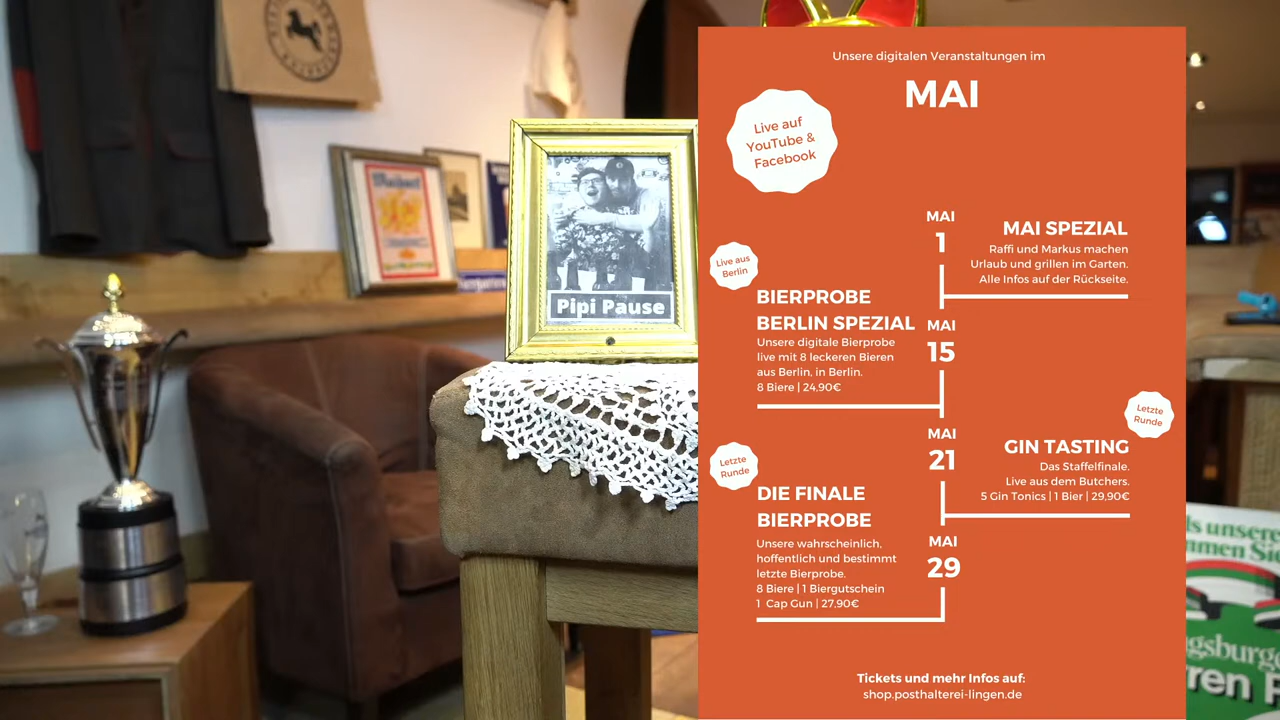 Pipi Pause
Unsere digitalen Veranstaltungen im
MAI
Live auf
YouTube &
Facebook
MAI
1
MAI SPEZIAL
Raffi und Markus machen
Urlaub und grillen im Garten.
Alle Infos auf der Rückseite.
Live aus
Berlin
BIERPROBE
BERLIN SPEZIAL
Unsere digitale Bierprobe
live mit 8 leckeren Bieren
aus Berlin, in Berlin.
8 Biere | 24,90€
MAI
15
MAI
21
Letzte
Runde
GIN TASTING
Das Staffelfinale.
Live aus dem Butchers.
5 Gin Tonics | 1 Bier | 29,90€
Letzte
Runde
DIE FINALE
BIERPROBE
Unsere wahrscheinlich,
hoffentlich und bestimmt
letzte Bierprobe.
8 Biere | 1 Biergutschein
1 Cap Gun | 27,90€
MAI
29
Tickets und mehr Infos auf:
shop.posthalterei-lingen.de
ls unsere